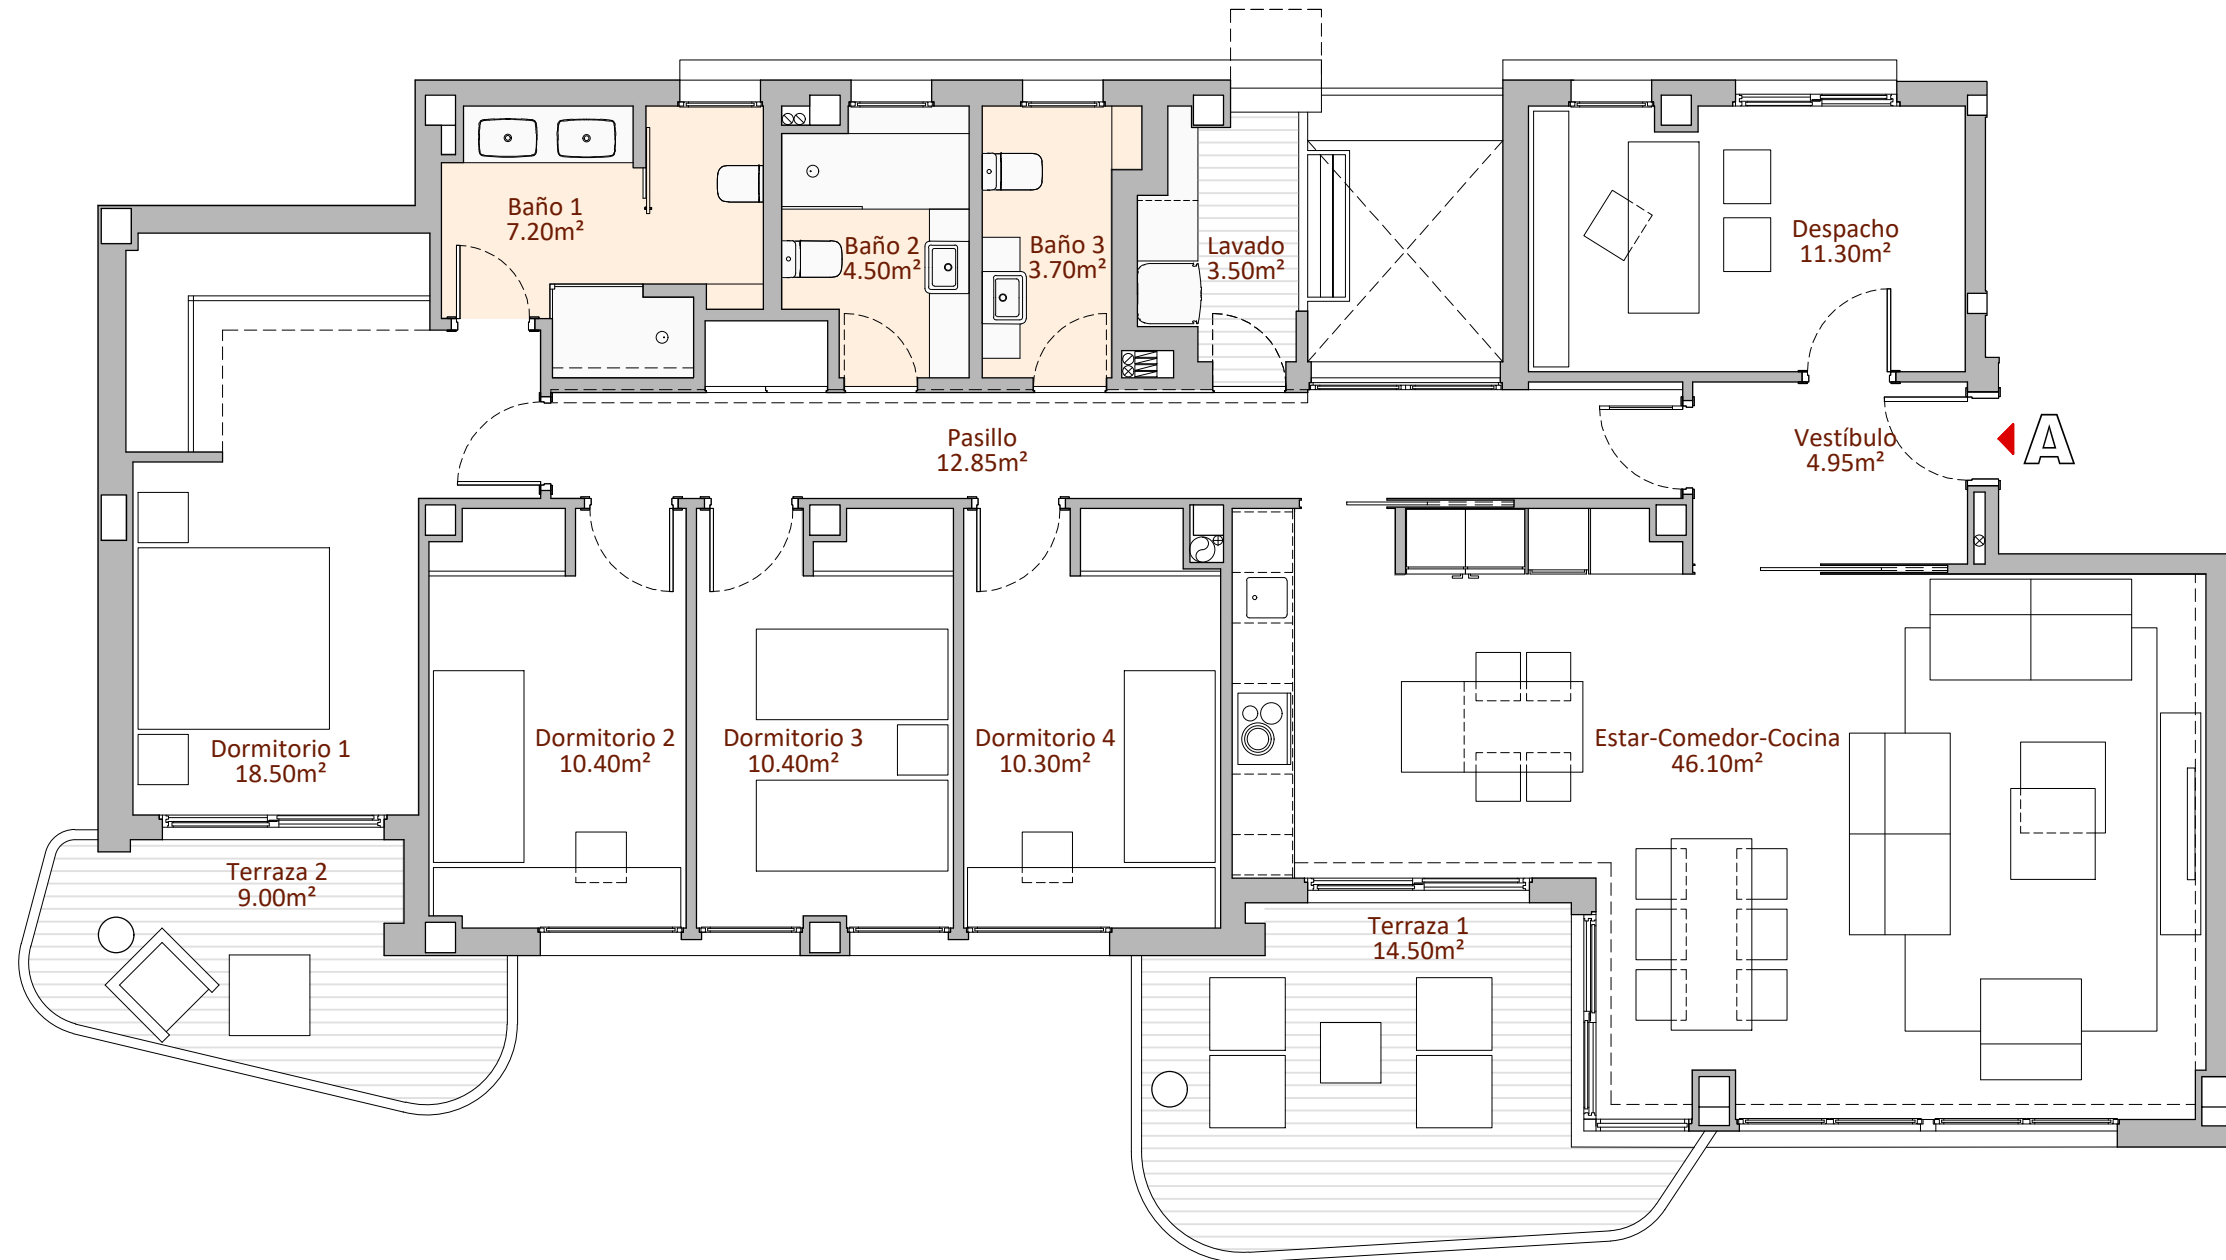 Baño 1
7.20m²
Baño 2
4.50m²
Baño 3
3.70m²
Lavado
3.50m²
Despacho
11.30m²
Pasillo
12.85m²
Vestíbulo
4.95m²
A
Dormitorio 1
18.50m²
Dormitorio 2
10.40m²
Dormitorio 3
10.40m²
Dormitorio 4
10.30m²
Estar-Comedor-Cocina
46.10m²
Terraza 2
9.00m²
Terraza 1
14.50m²